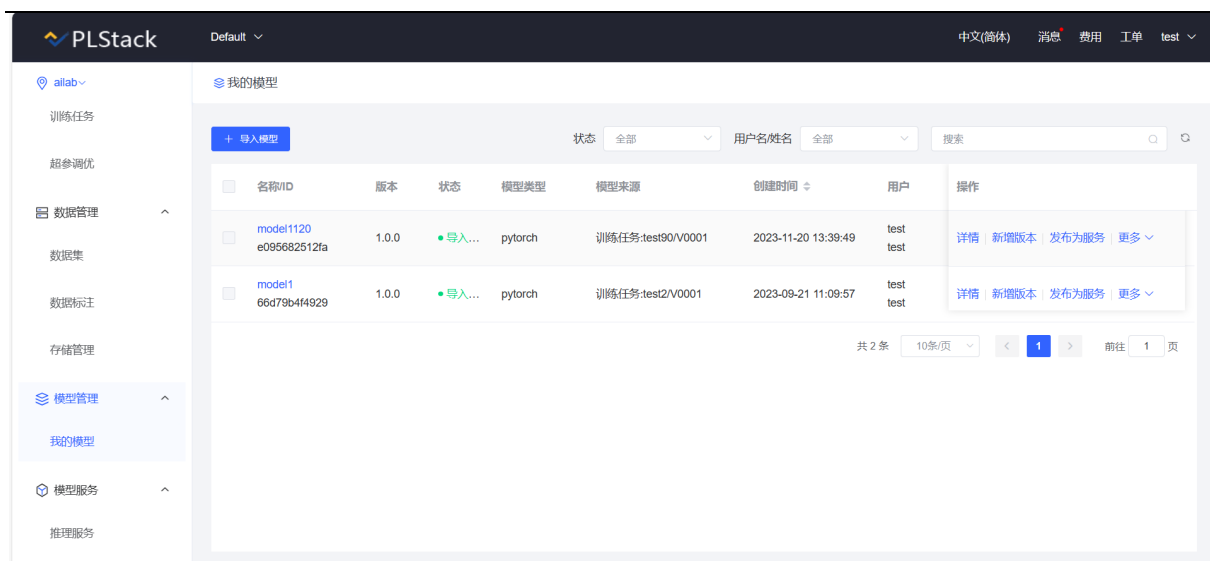 PLStack Default 中文(简体) 消息 费用 工单 test
ailab
我的模型
训练任务
超参调优
数据管理
数据集
数据标注
存储管理
模型管理
我的模型
模型服务
推理服务
+ 导入模型 状态 全部 用户名/姓名 全部 搜索
名称/ID 版本 状态 模型类型 模型来源 创建时间 用户 操作
model1120
e095682512fa 1.0.0 导入... pytorch 训练任务:test90/V0001 2023-11-20 13:39:49 test
test 详情 新增版本 发布为服务 更多
model1
66d79b4f4929 1.0.0 导入... pytorch 训练任务:test2/V0001 2023-09-21 11:09:57 test
test 详情 新增版本 发布为服务 更多
共 2 条 10条/页 < 1 > 前往 1 页